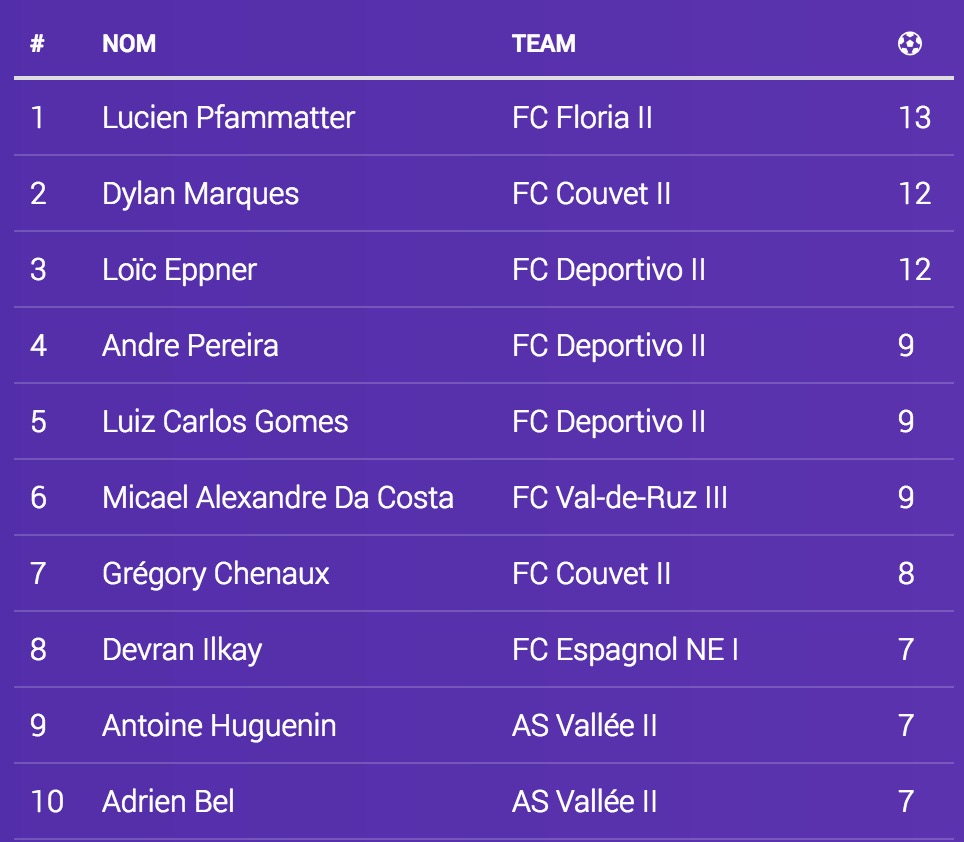 # NOM TEAM
1 Lucien Pfammatter FC Floria II 13
2 Dylan Marques FC Couvet II 12
3 Loïc Eppner FC Deportivo II 12
4 Andre Pereira FC Deportivo II 9
5 Luiz Carlos Gomes FC Deportivo II 9
6 Micael Alexandre Da Costa FC Val-de-Ruz III 9
7 Grégory Chenaux FC Couvet II 8
8 Devran Ilkay FC Espagnol NE I 7
9 Antoine Huguenin AS Vallée II 7
10 Adrien Bel AS Vallée II 7